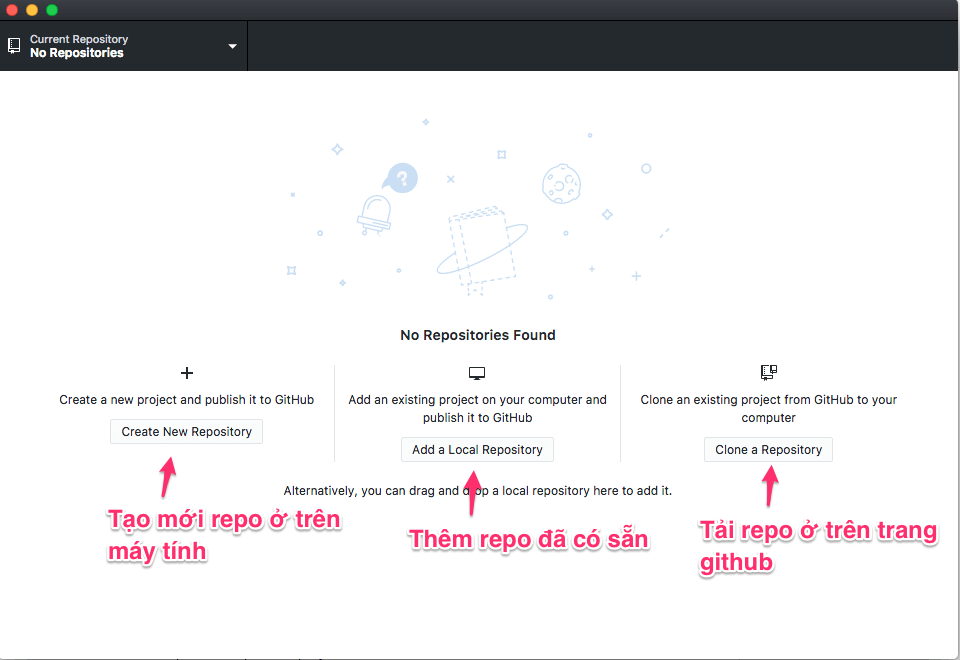 Current Repository
No Repositories
?
No Repositories Found
Create a new project and publish it to GitHub
Create New Repository
Add an existing project on your computer and
publish it to GitHub
Add a Local Repository
Clone an existing project from GitHub to your
computer
Clone a Repository
Alternatively, you can drag and drop a local repository here to add it.
Tạo mới repo ở trên
máy tính
Thêm repo đã có sẵn
Tải repo ở trên trang
github